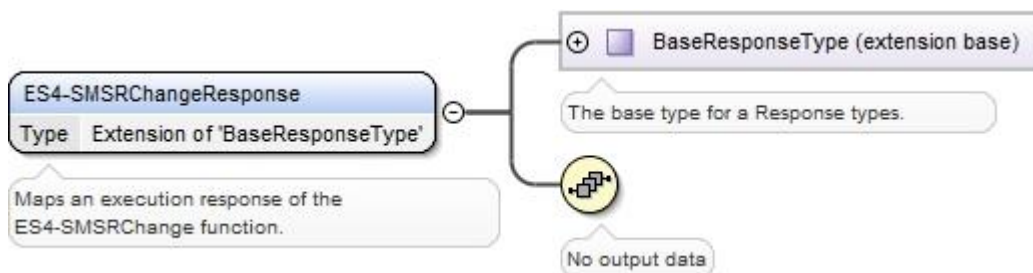 BaseResponseType (extension base)
The base type for a Response types.
ES4-SMSRChangeResponse
Type Extension of 'BaseResponseType'
Maps an execution response of the
ES4-SMSRChange function.
No output data